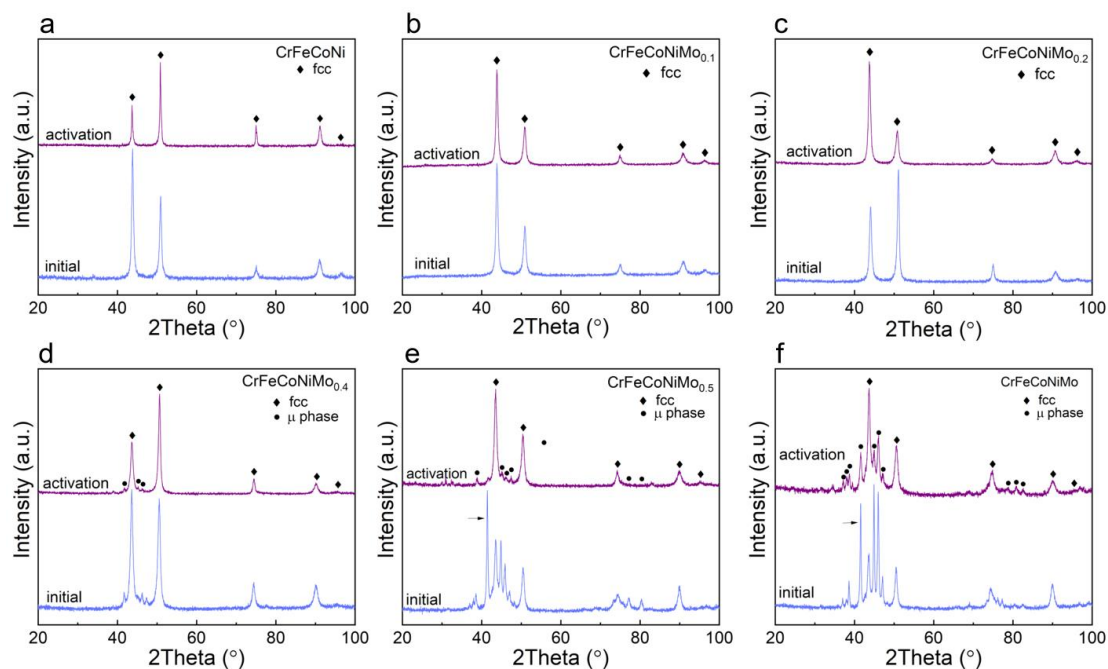 a
CrFeCoNi
♦ fcc
activation
initial
Intensity (a.u.)
20 40 60 80 100
2Theta (°)
b
CrFeCoNiMo0.1
♦ fcc
activation
initial
Intensity (a.u.)
20 40 60 80 100
2Theta (°)
c
CrFeCoNiMo0.2
♦ fcc
activation
initial
Intensity (a.u.)
20 40 60 80 100
2Theta (°)
d
CrFeCoNiMo0.4
♦ fcc
● μ phase
activation
initial
Intensity (a.u.)
20 40 60 80 100
2Theta (°)
e
CrFeCoNiMo0.5
♦ fcc
● μ phase
activation
initial
Intensity (a.u.)
20 40 60 80 100
2Theta (°)
f
CrFeCoNiMo
♦ fcc
● μ phase
activation
initial
Intensity (a.u.)
20 40 60 80 100
2Theta (°)